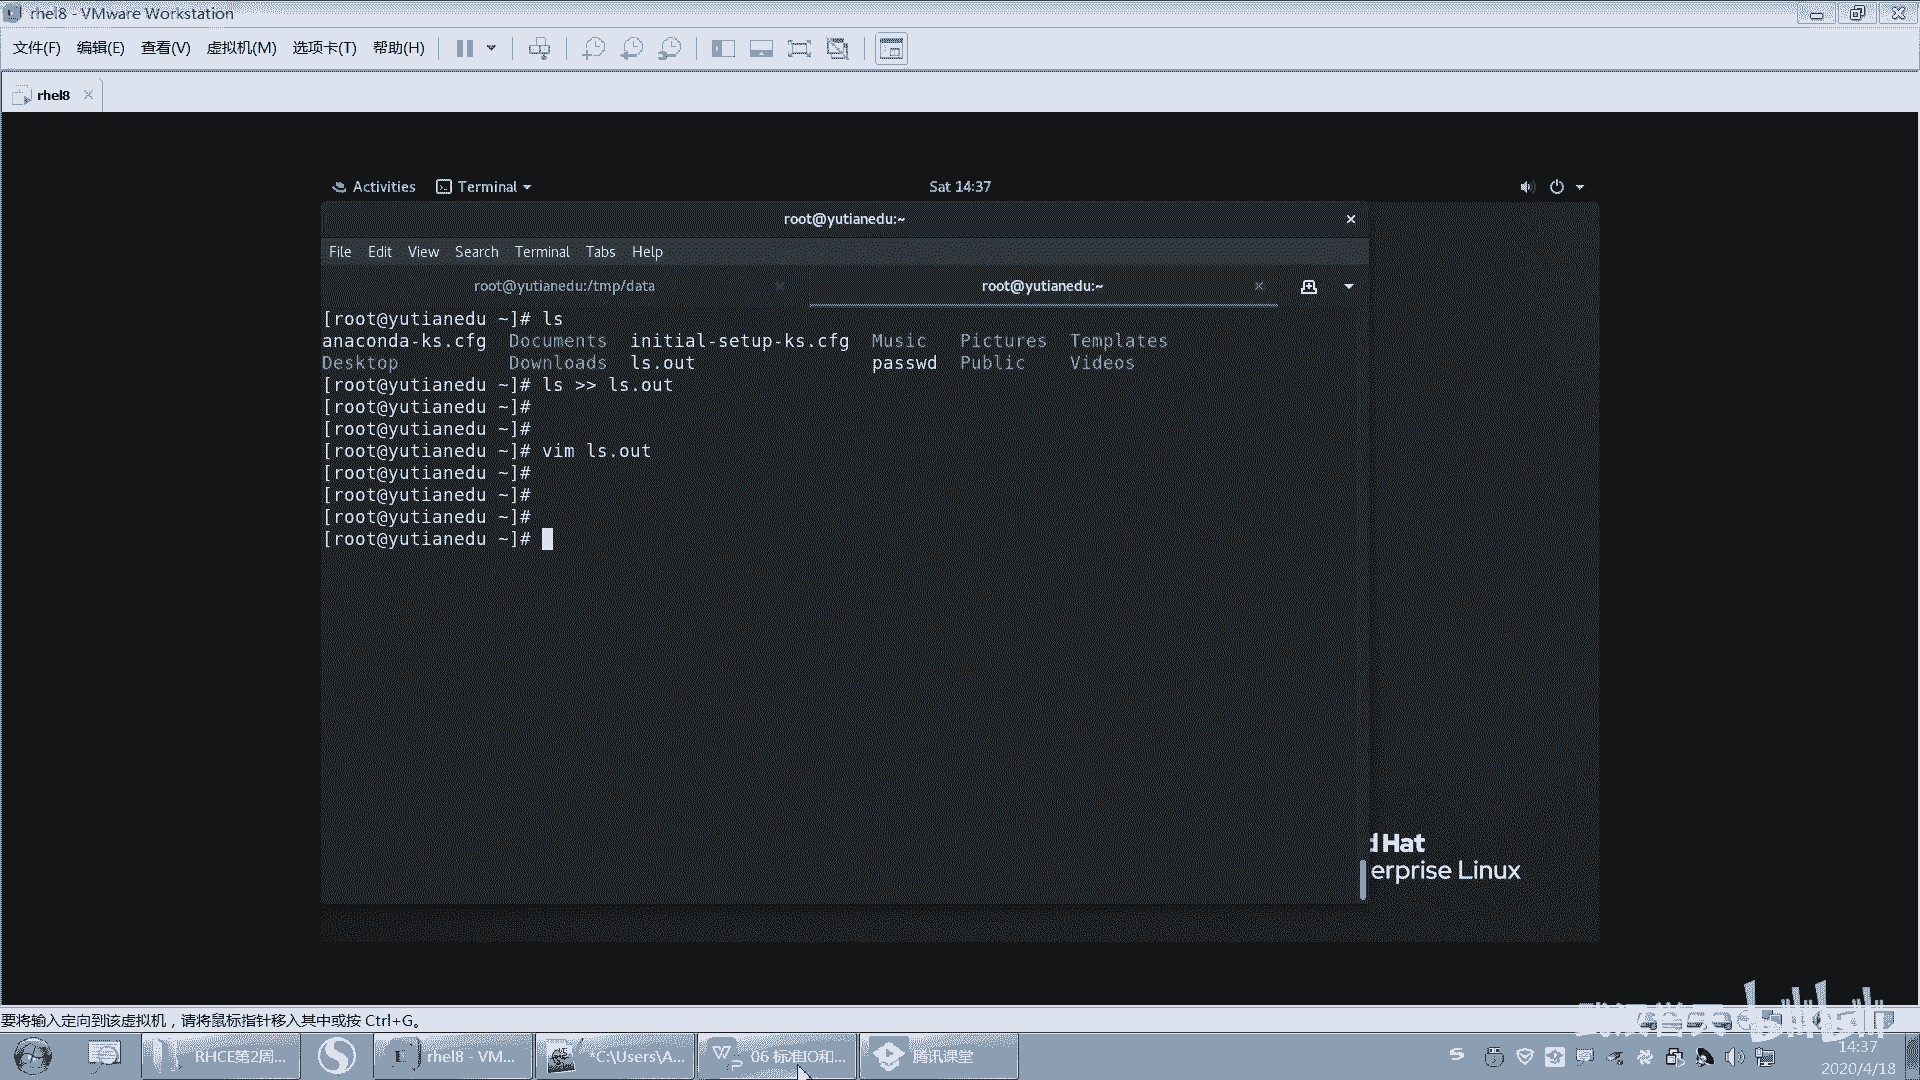 rhel8 - VMware Workstation
文件(F) 编辑(E) 查看(V) 虚拟机(M) 选项卡(T) 帮助(H)
rhel8
Activities Terminal Sat 14:37
root@yutianedu:~
File Edit View Search Terminal Tabs Help
root@yutianedu:/tmp/data root@yutianedu:~
[root@yutianedu ~]# ls
anaconda-ks.cfg Documents initial-setup-ks.cfg Music Pictures Templates
Desktop Downloads ls.out passwd Public Videos
[root@yutianedu ~]# ls >> ls.out
[root@yutianedu ~]#
[root@yutianedu ~]#
[root@yutianedu ~]# vim ls.out
[root@yutianedu ~]#
[root@yutianedu ~]#
[root@yutianedu ~]#
[root@yutianedu ~]#
d Hat
erprise Linux
要将输入定向到该虚拟机，请将鼠标指针移入其中或按 Ctrl+G。
bilibili
RHCE第2周... rhel8 - VM... *C:\Users\A... 06 标准IO和... 腾讯课堂
14:37
2020/4/18